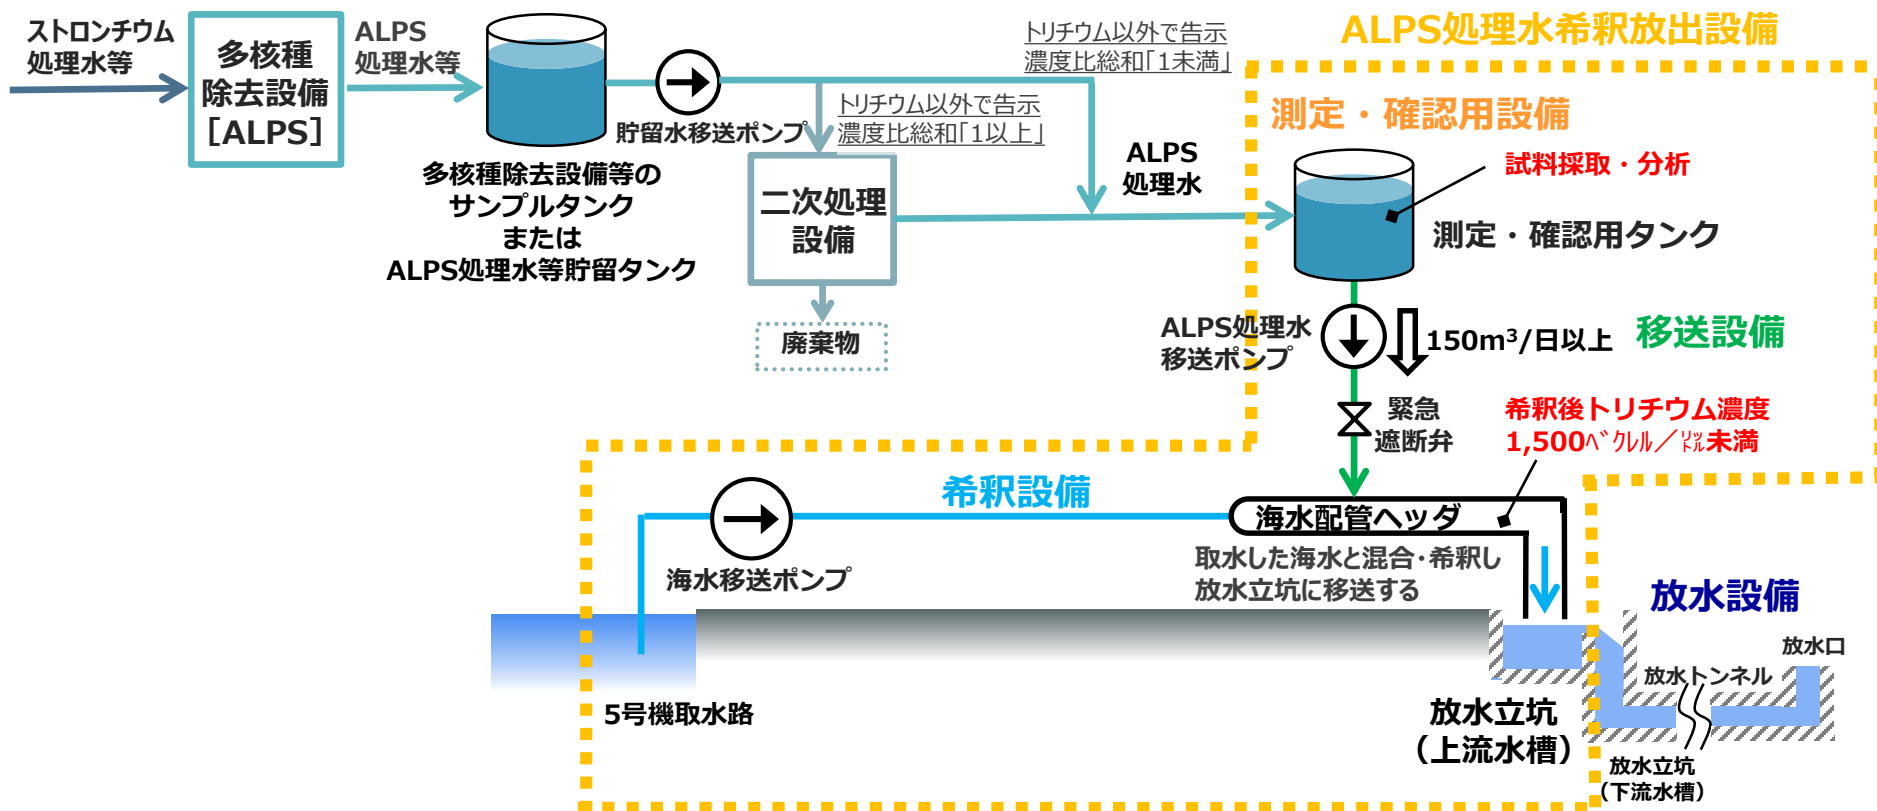 ストロンチウム
処理水等
多核種
除去設備
[ALPS]
ALPS
処理水等
多核種除去設備等の
サンプルタンク
または
ALPS処理水等貯留タンク
貯留水移送ポンプ
トリチウム以外で告示
濃度比総和｢1以上｣
トリチウム以外で告示
濃度比総和｢1未満｣
二次処理
設備
廃棄物
ALPS
処理水
ALPS処理水希釈放出設備
測定・確認用設備
試料採取・分析
測定・確認用タンク
ALPS処理水
移送ポンプ
150m³/日以上
移送設備
緊急
遮断弁
希釈後トリチウム濃度
1,500ﾍﾞｸﾚﾙ／㍑未満
希釈設備
海水移送ポンプ
海水配管ヘッダ
取水した海水と混合･希釈し
放水立坑に移送する
5号機取水路
放水立坑
（上流水槽）
放水設備
放水口
放水トンネル
放水立坑
（下流水槽）